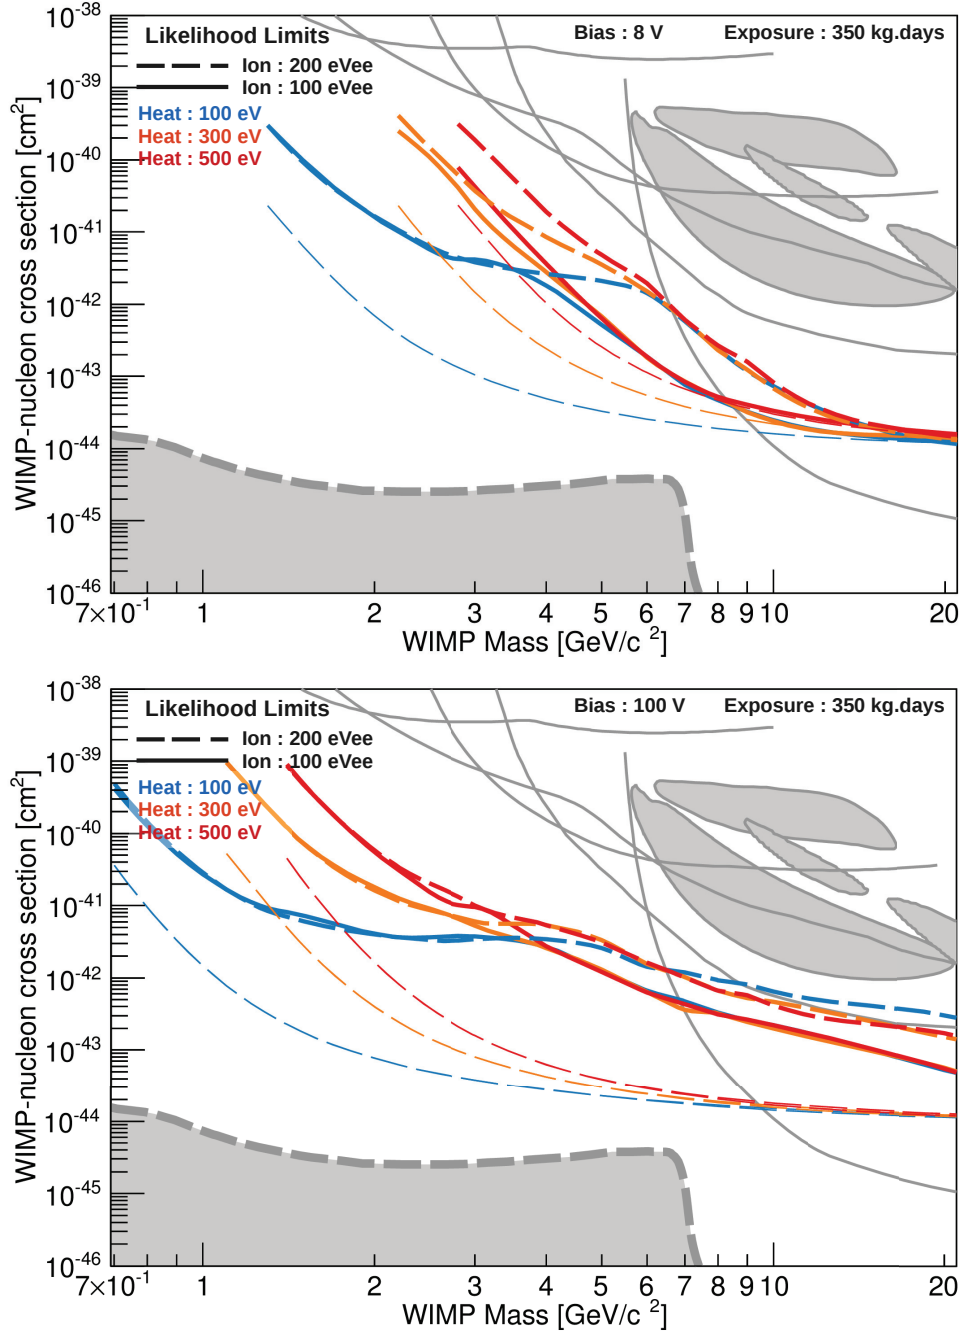 10-38
Likelihood Limits
Bias : 8 V
Exposure : 350 kg.days
Ion : 200 eVee
10-39
Ion : 100 eVee
Heat : 100 eV
Heat : 300 eV
10-40
Heat : 500 eV
10-41
10-42
10-43
10-44
10-45
10-46
WIMP-nucleon cross section [cm2]
7×10-1 1 2 3 4 5 6 7 8 9 10 20
WIMP Mass [GeV/c 2]
10-38
Likelihood Limits
Bias : 100 V
Exposure : 350 kg.days
Ion : 200 eVee
10-39
Ion : 100 eVee
Heat : 100 eV
Heat : 300 eV
10-40
Heat : 500 eV
10-41
10-42
10-43
10-44
10-45
10-46
WIMP-nucleon cross section [cm2]
7×10-1 1 2 3 4 5 6 7 8 9 10 20
WIMP Mass [GeV/c 2]